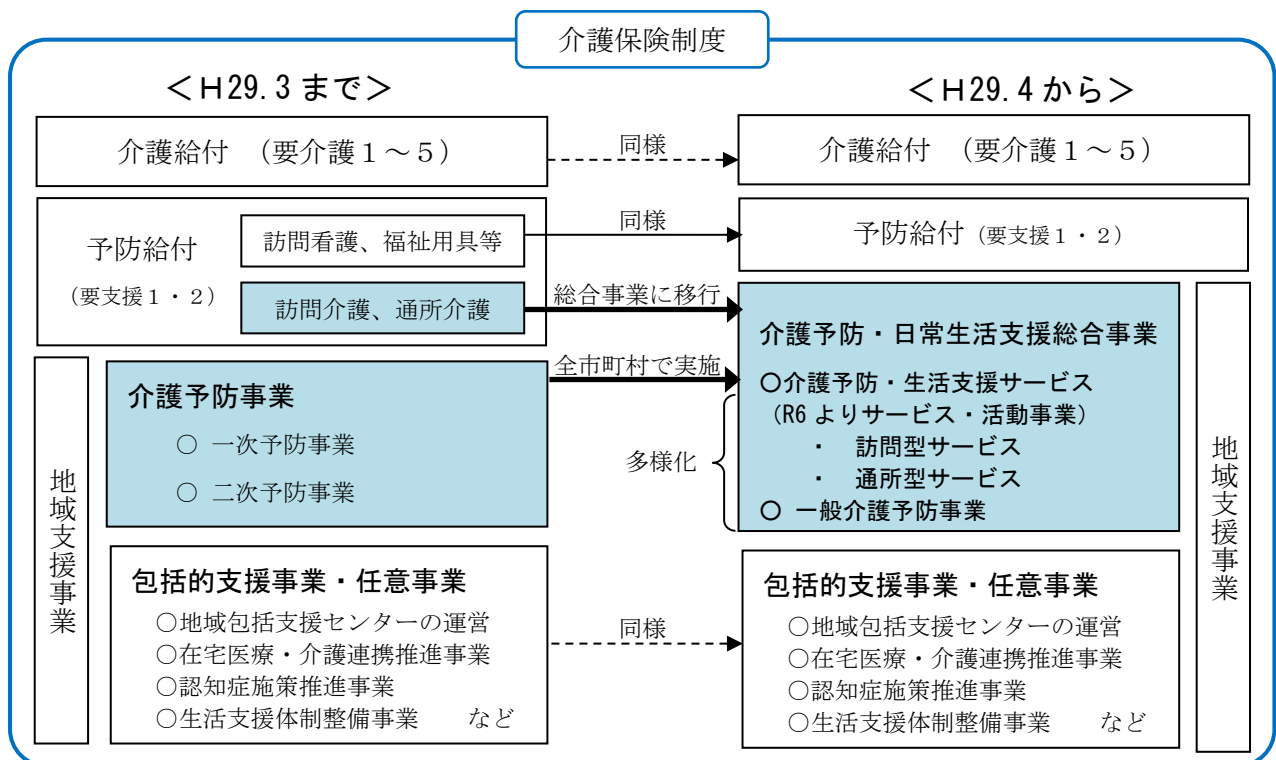 介護保険制度
＜Ｈ29.3 まで＞
介護給付　（要介護１～５）
予防給付
（要支援１・２）
訪問看護、福祉用具等
訪問介護、通所介護
地域支援事業
介護予防事業
○ 一次予防事業
○ 二次予防事業
包括的支援事業・任意事業
○地域包括支援センターの運営
○在宅医療・介護連携推進事業
○認知症施策推進事業
○生活支援体制整備事業　　など
同様
同様
総合事業に移行
全市町村で実施
多様化
同様
＜Ｈ29.4 から＞
介護給付　（要介護１～５）
予防給付（要支援１・２）
介護予防・日常生活支援総合事業
○介護予防・生活支援サービス
（R6 よりサービス・活動事業）
・　訪問型サービス
・　通所型サービス
○ 一般介護予防事業
包括的支援事業・任意事業
○地域包括支援センターの運営
○在宅医療・介護連携推進事業
○認知症施策推進事業
○生活支援体制整備事業　　など
地域支援事業